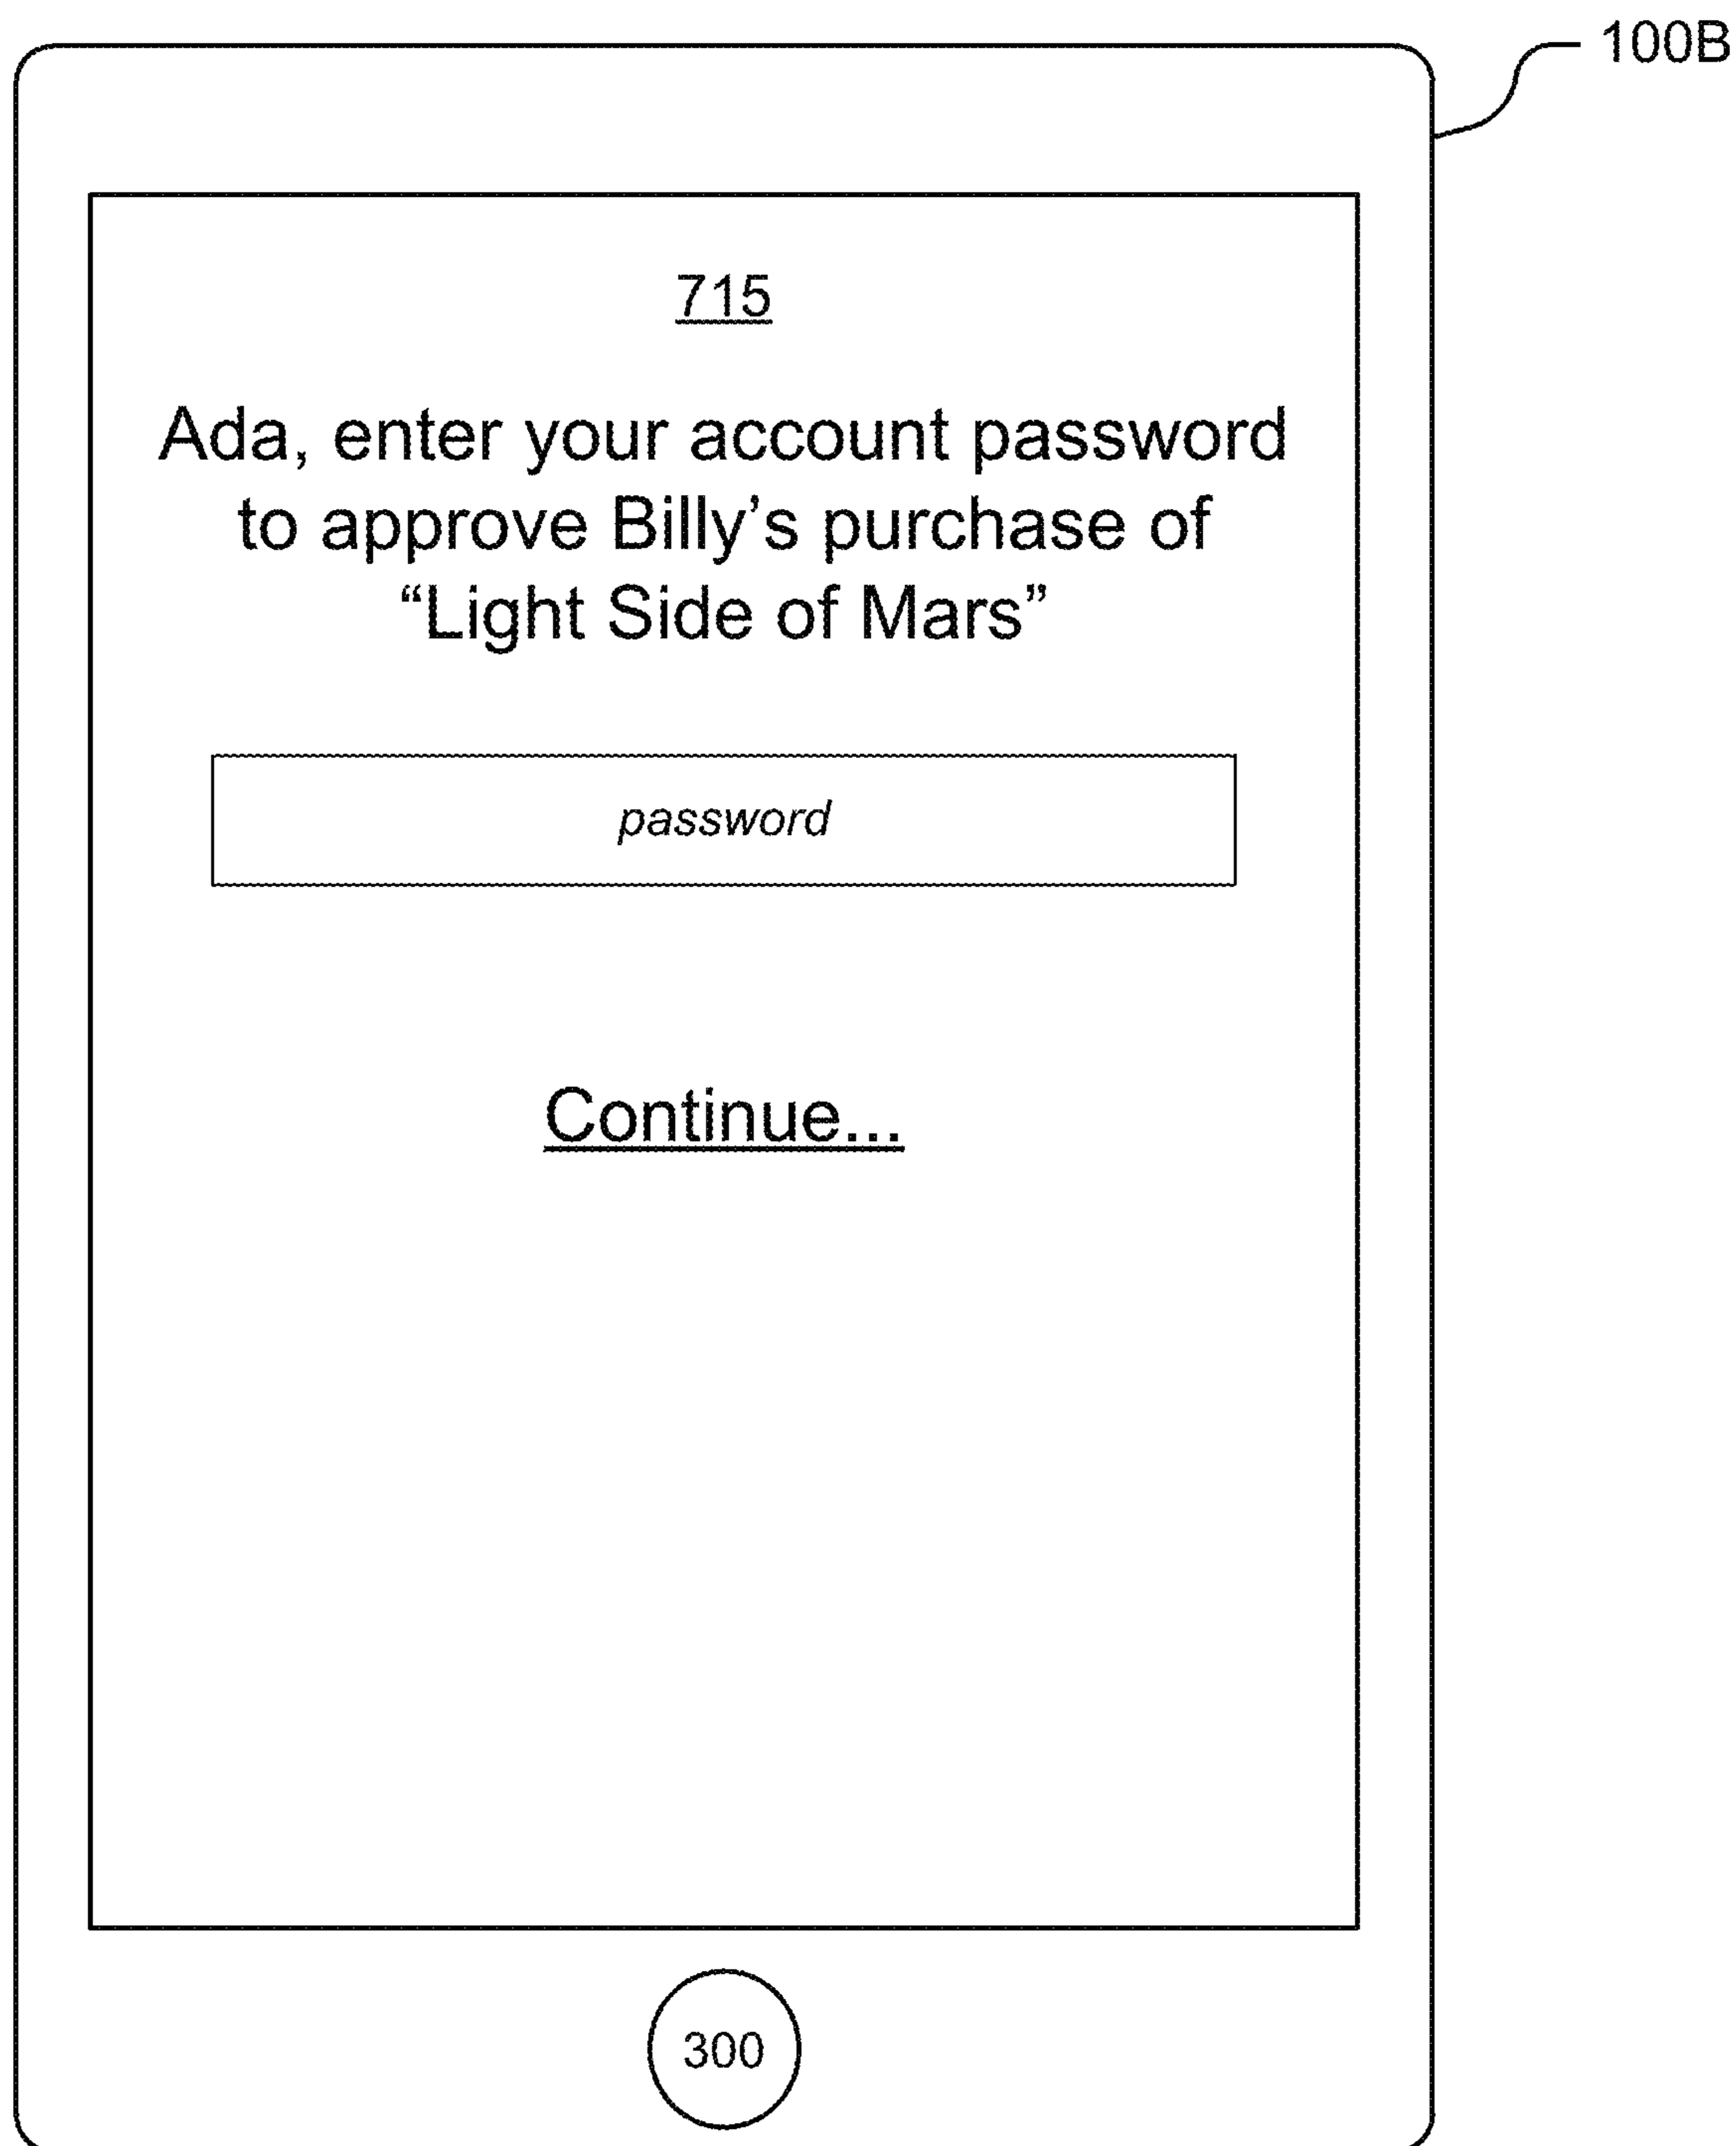 100B
715
Ada, enter your account password
to approve Billy’s purchase of
“Light Side of Mars”
password
Continue...
300